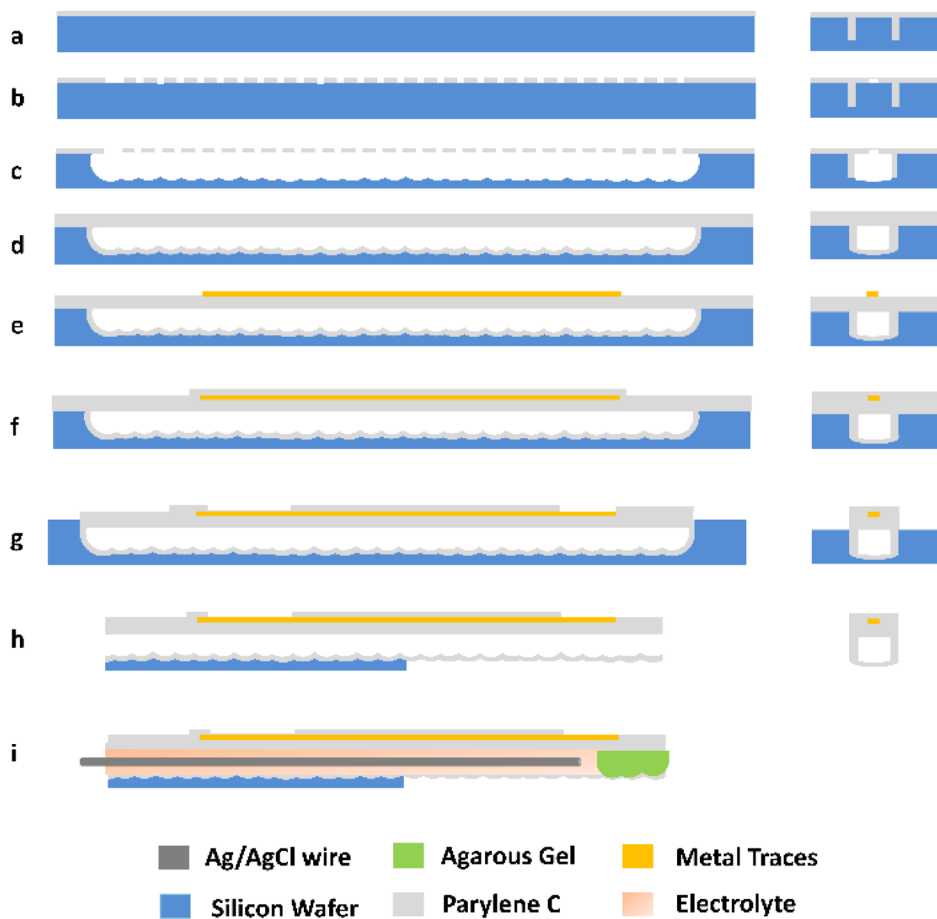 a
b
c
d
e
f
g
h
i
Ag/AgCl wire
Agarous Gel
Metal Traces
Silicon Wafer
Parylene C
Electrolyte